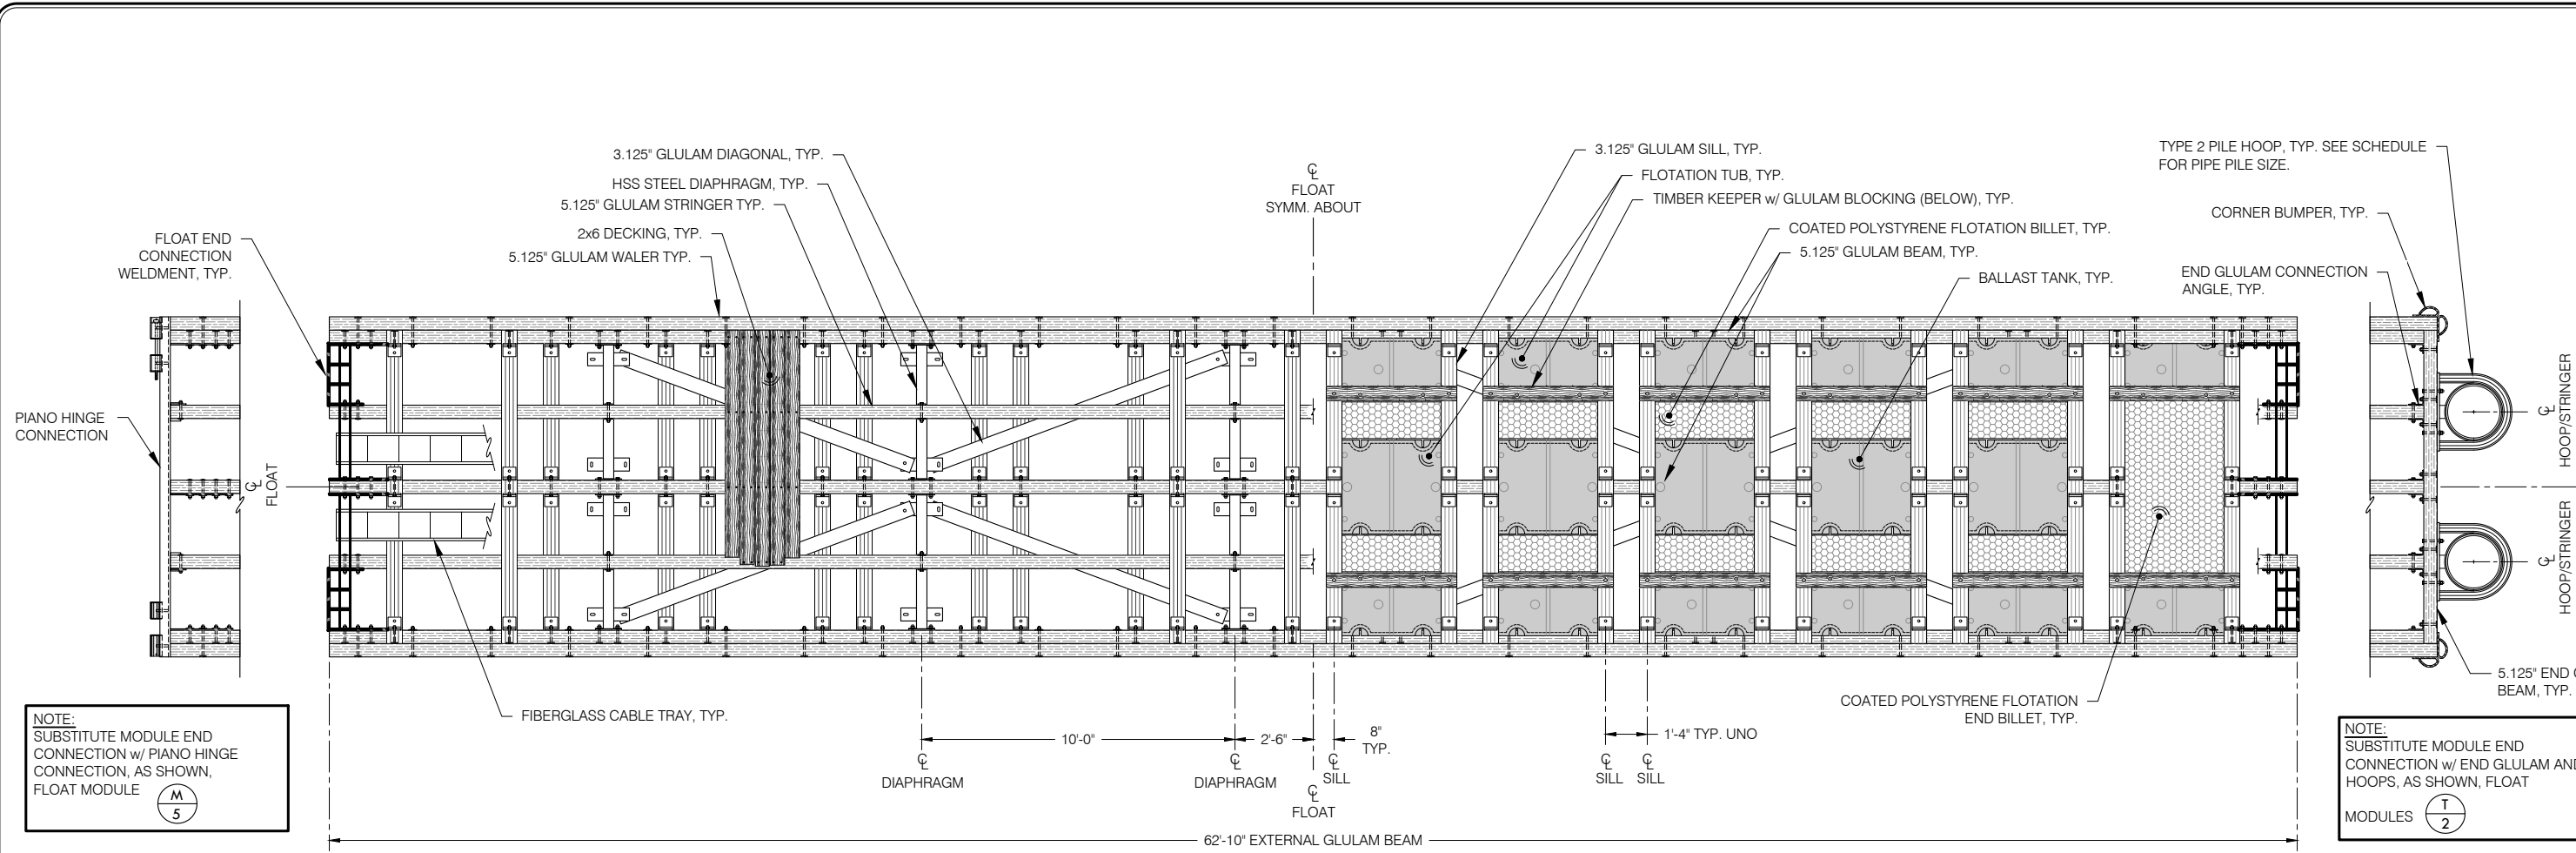 3.125" GLULAM DIAGONAL, TYP.
HSS STEEL DIAPHRAGM, TYP.
5.125" GLULAM STRINGER TYP.
2x6 DECKING, TYP.
5.125" GLULAM WALER TYP.
FLOAT END
CONNECTION
WELDMENT, TYP.
PIANO HINGE
CONNECTION
℄
FLOAT
℄
FLOAT
SYMM. ABOUT
3.125" GLULAM SILL, TYP.
FLOTATION TUB, TYP.
TIMBER KEEPER w/ GLULAM BLOCKING (BELOW), TYP.
COATED POLYSTYRENE FLOTATION BILLET, TYP.
5.125" GLULAM BEAM, TYP.
BALLAST TANK, TYP.
TYPE 2 PILE HOOP, TYP. SEE SCHEDULE
FOR PIPE PILE SIZE.
CORNER BUMPER, TYP.
END GLULAM CONNECTION
ANGLE, TYP.
℄
HOOP/STRINGER
℄
HOOP/STRINGER
5.125" END
BEAM, TYP.
COATED POLYSTYRENE FLOTATION
END BILLET, TYP.
FIBERGLASS CABLE TRAY, TYP.
10'-0"
2'-6"
8"
TYP.
1'-4" TYP. UNO
℄
DIAPHRAGM
℄
DIAPHRAGM
℄
SILL
℄
FLOAT
℄
SILL
℄
SILL
62'-10" EXTERNAL GLULAM BEAM
NOTE:
SUBSTITUTE MODULE END
CONNECTION w/ PIANO HINGE
CONNECTION, AS SHOWN,
FLOAT MODULE
M
5
NOTE:
SUBSTITUTE MODULE END
CONNECTION w/ END GLULAM AND
HOOPS, AS SHOWN, FLOAT
MODULES
T
2